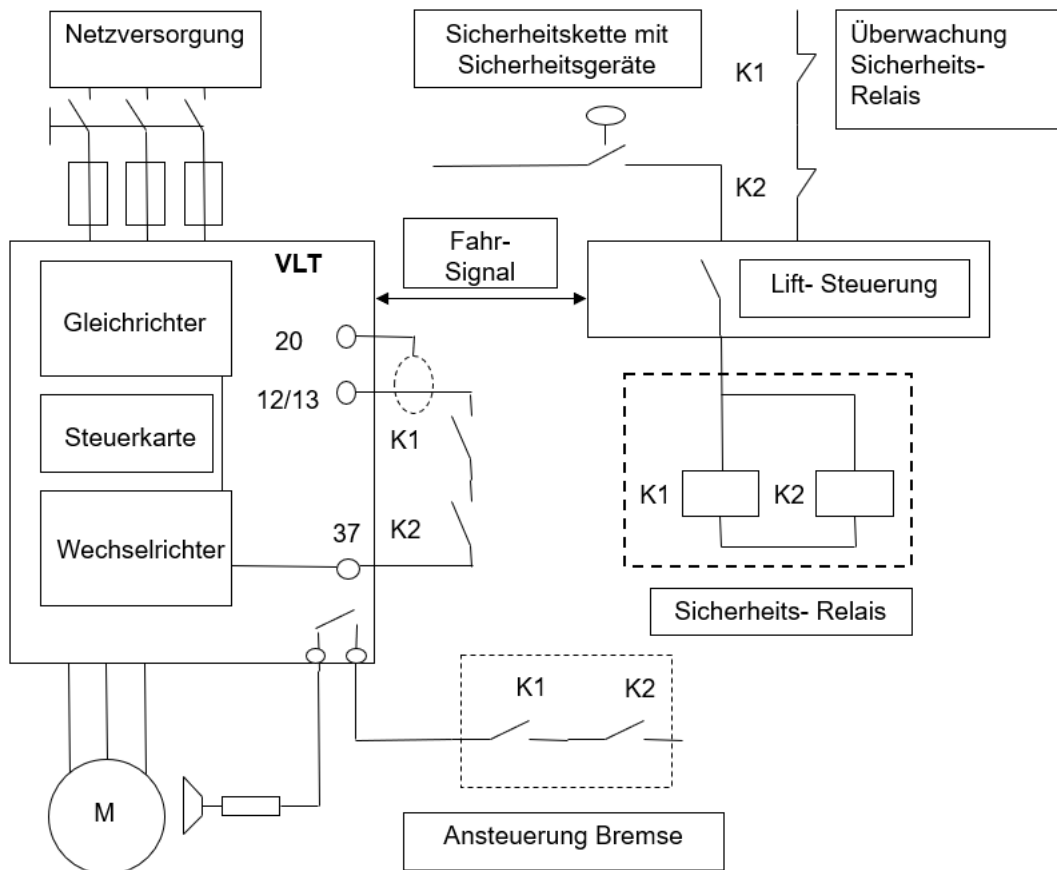 Netzversorgung
Sicherheitskette mit
Sicherheitsgeräte
K1
Überwachung
Sicherheits-
Relais
K2
VLT
Fahr-
Signal
Lift- Steuerung
Gleichrichter
20
12/13
K1
Steuerkarte
K1
K2
K2
37
Wechselrichter
Sicherheits- Relais
K1
K2
M
Ansteuerung Bremse